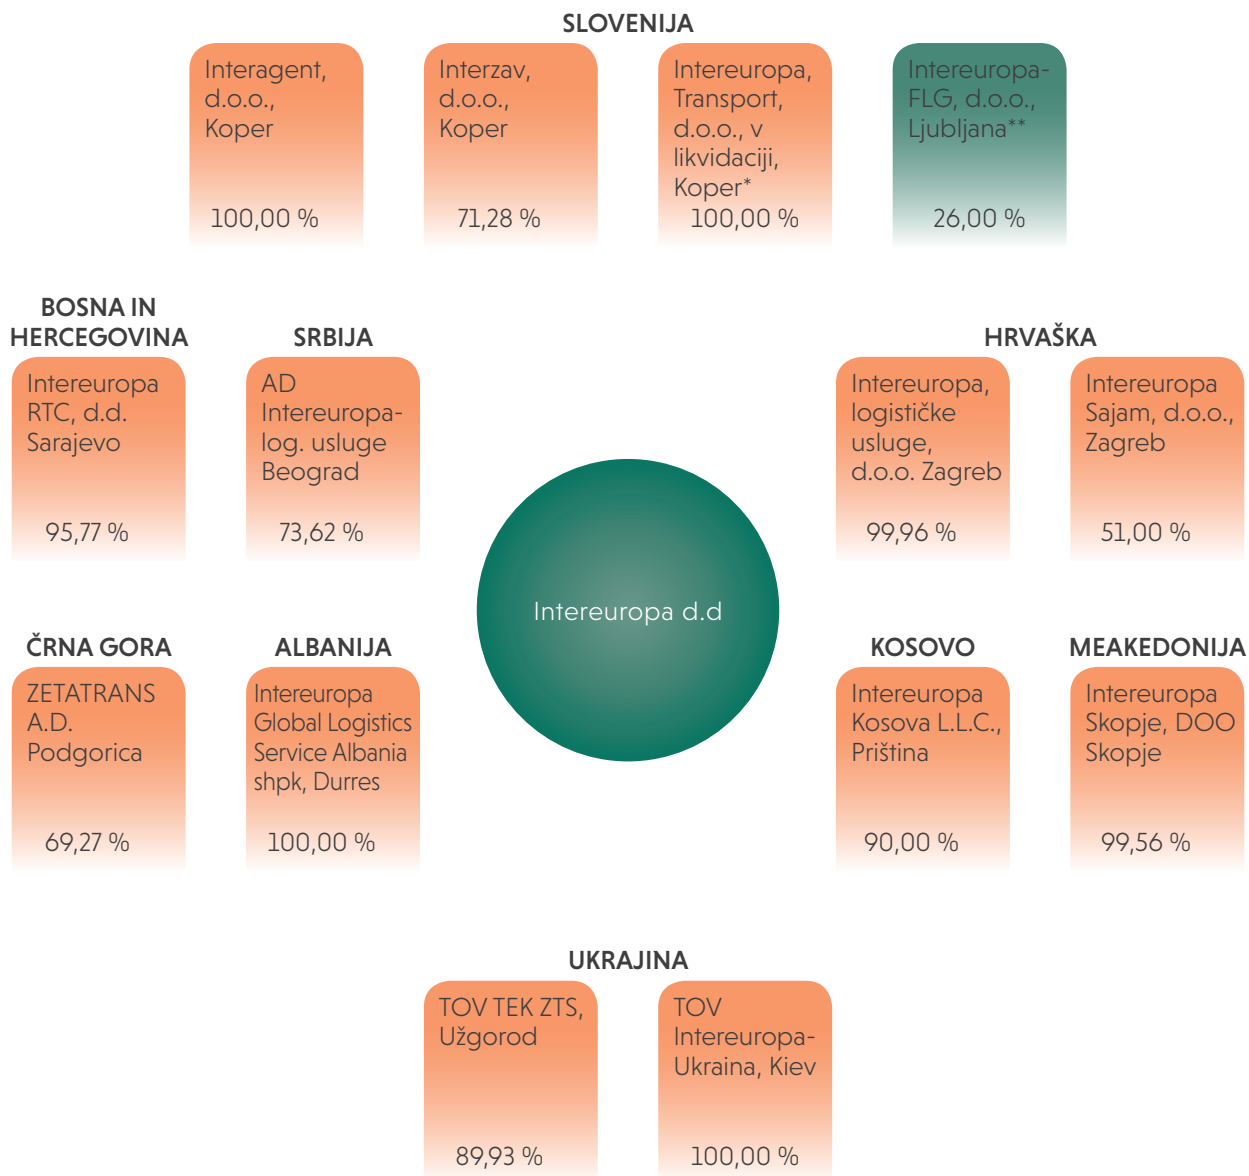 SLOVENIJA
Interagent,
d.o.o.,
Koper
100,00 %
Interzav,
d.o.o.,
Koper
71,28 %
Intereuropa,
Transport,
d.o.o., v
likvidaciji,
Koper*
100,00 %
Intereuropa-
FLG, d.o.o.,
Ljubljana**
26,00 %
BOSNA IN
HERCEGOVINA
Intereuropa
RTC, d.d.
Sarajevo
95,77 %
SRBIJA
AD
Intereuropa-
log. usluge
Beograd
73,62 %
HRVAŠKA
Intereuropa,
logističke
usluge,
d.o.o. Zagreb
99,96 %
Intereuropa
Sajam, d.o.o.,
Zagreb
51,00 %
Intereuropa d.d
ČRNA GORA
ZETATRANS
A.D.
Podgorica
69,27 %
ALBANIJA
Intereuropa
Global Logistics
Service Albania
shpk, Durres
100,00 %
KOSOVO
Intereuropa
Kosova L.L.C.,
Priština
90,00 %
MEAKEDONIJA
Intereuropa
Skopje, DOO
Skopje
99,56 %
UKRAJINA
TOV TEK ZTS,
Užgorod
89,93 %
TOV
Intereuropa-
Ukraina, Kiev
100,00 %